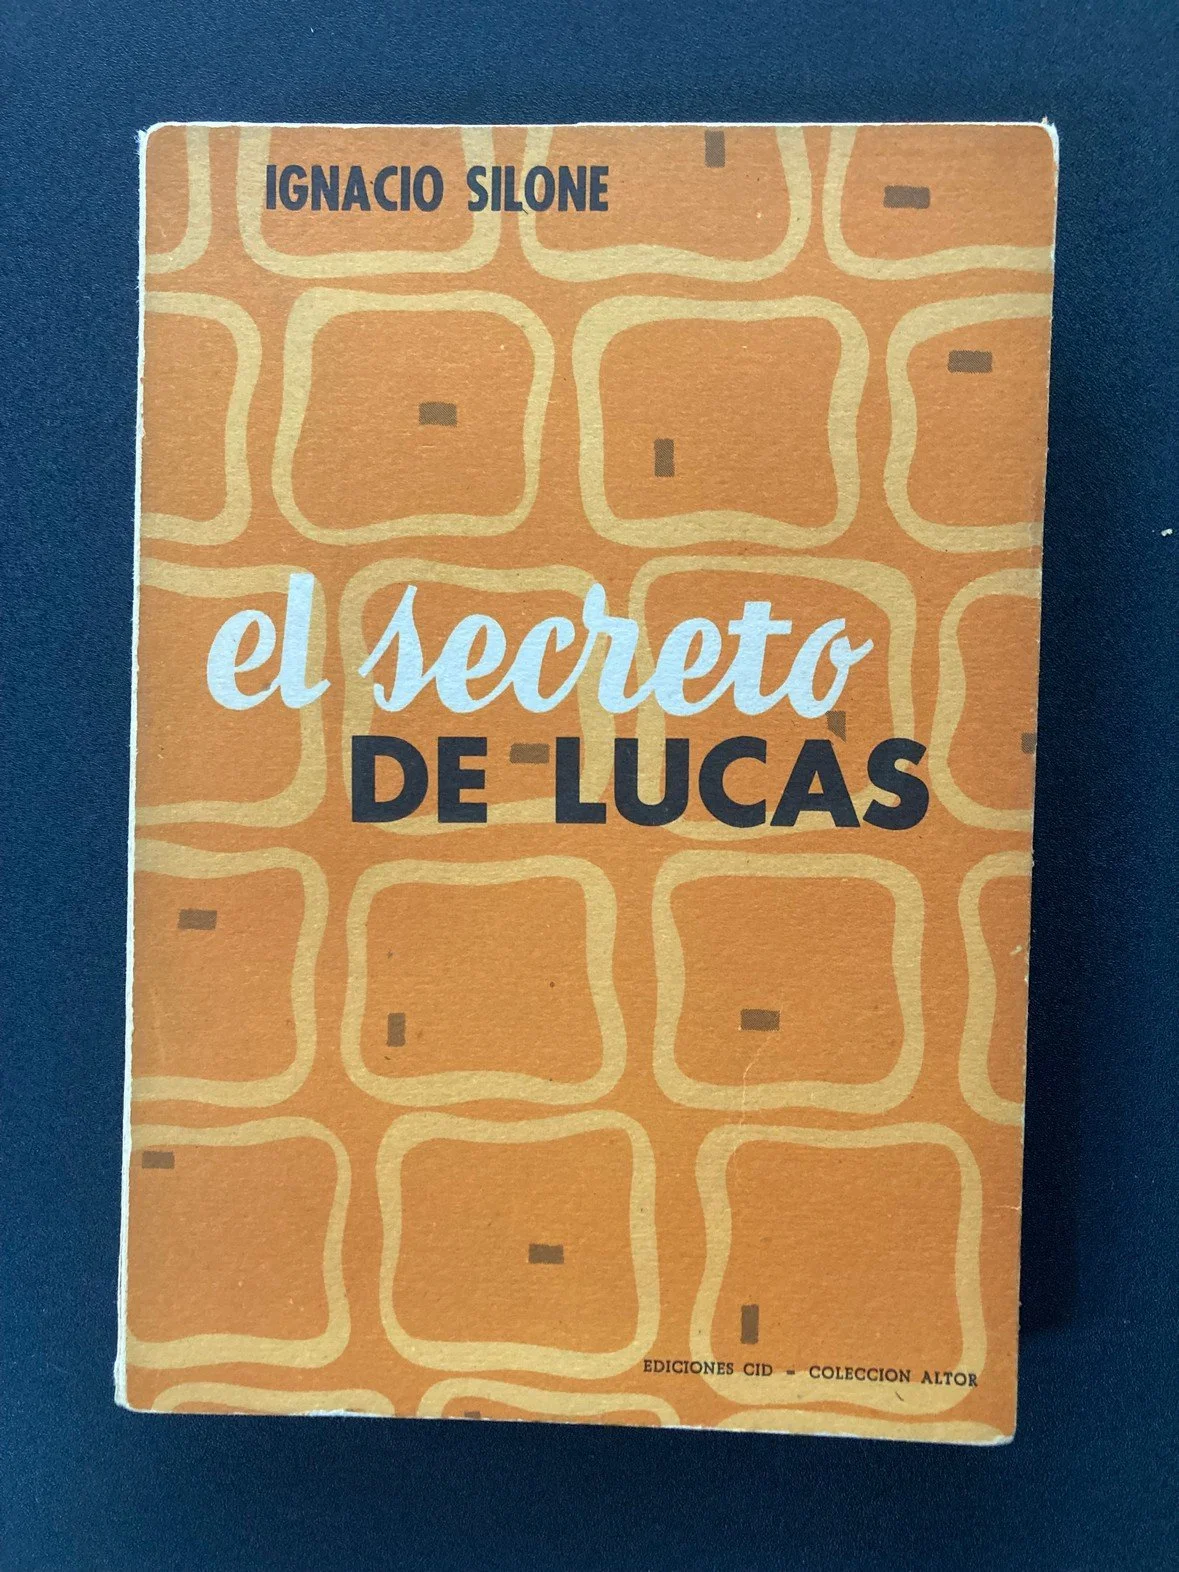 IGNACIO SILONE
el secreto
DE LUCAS
EDICIONES CID - COLECCION ALTOR